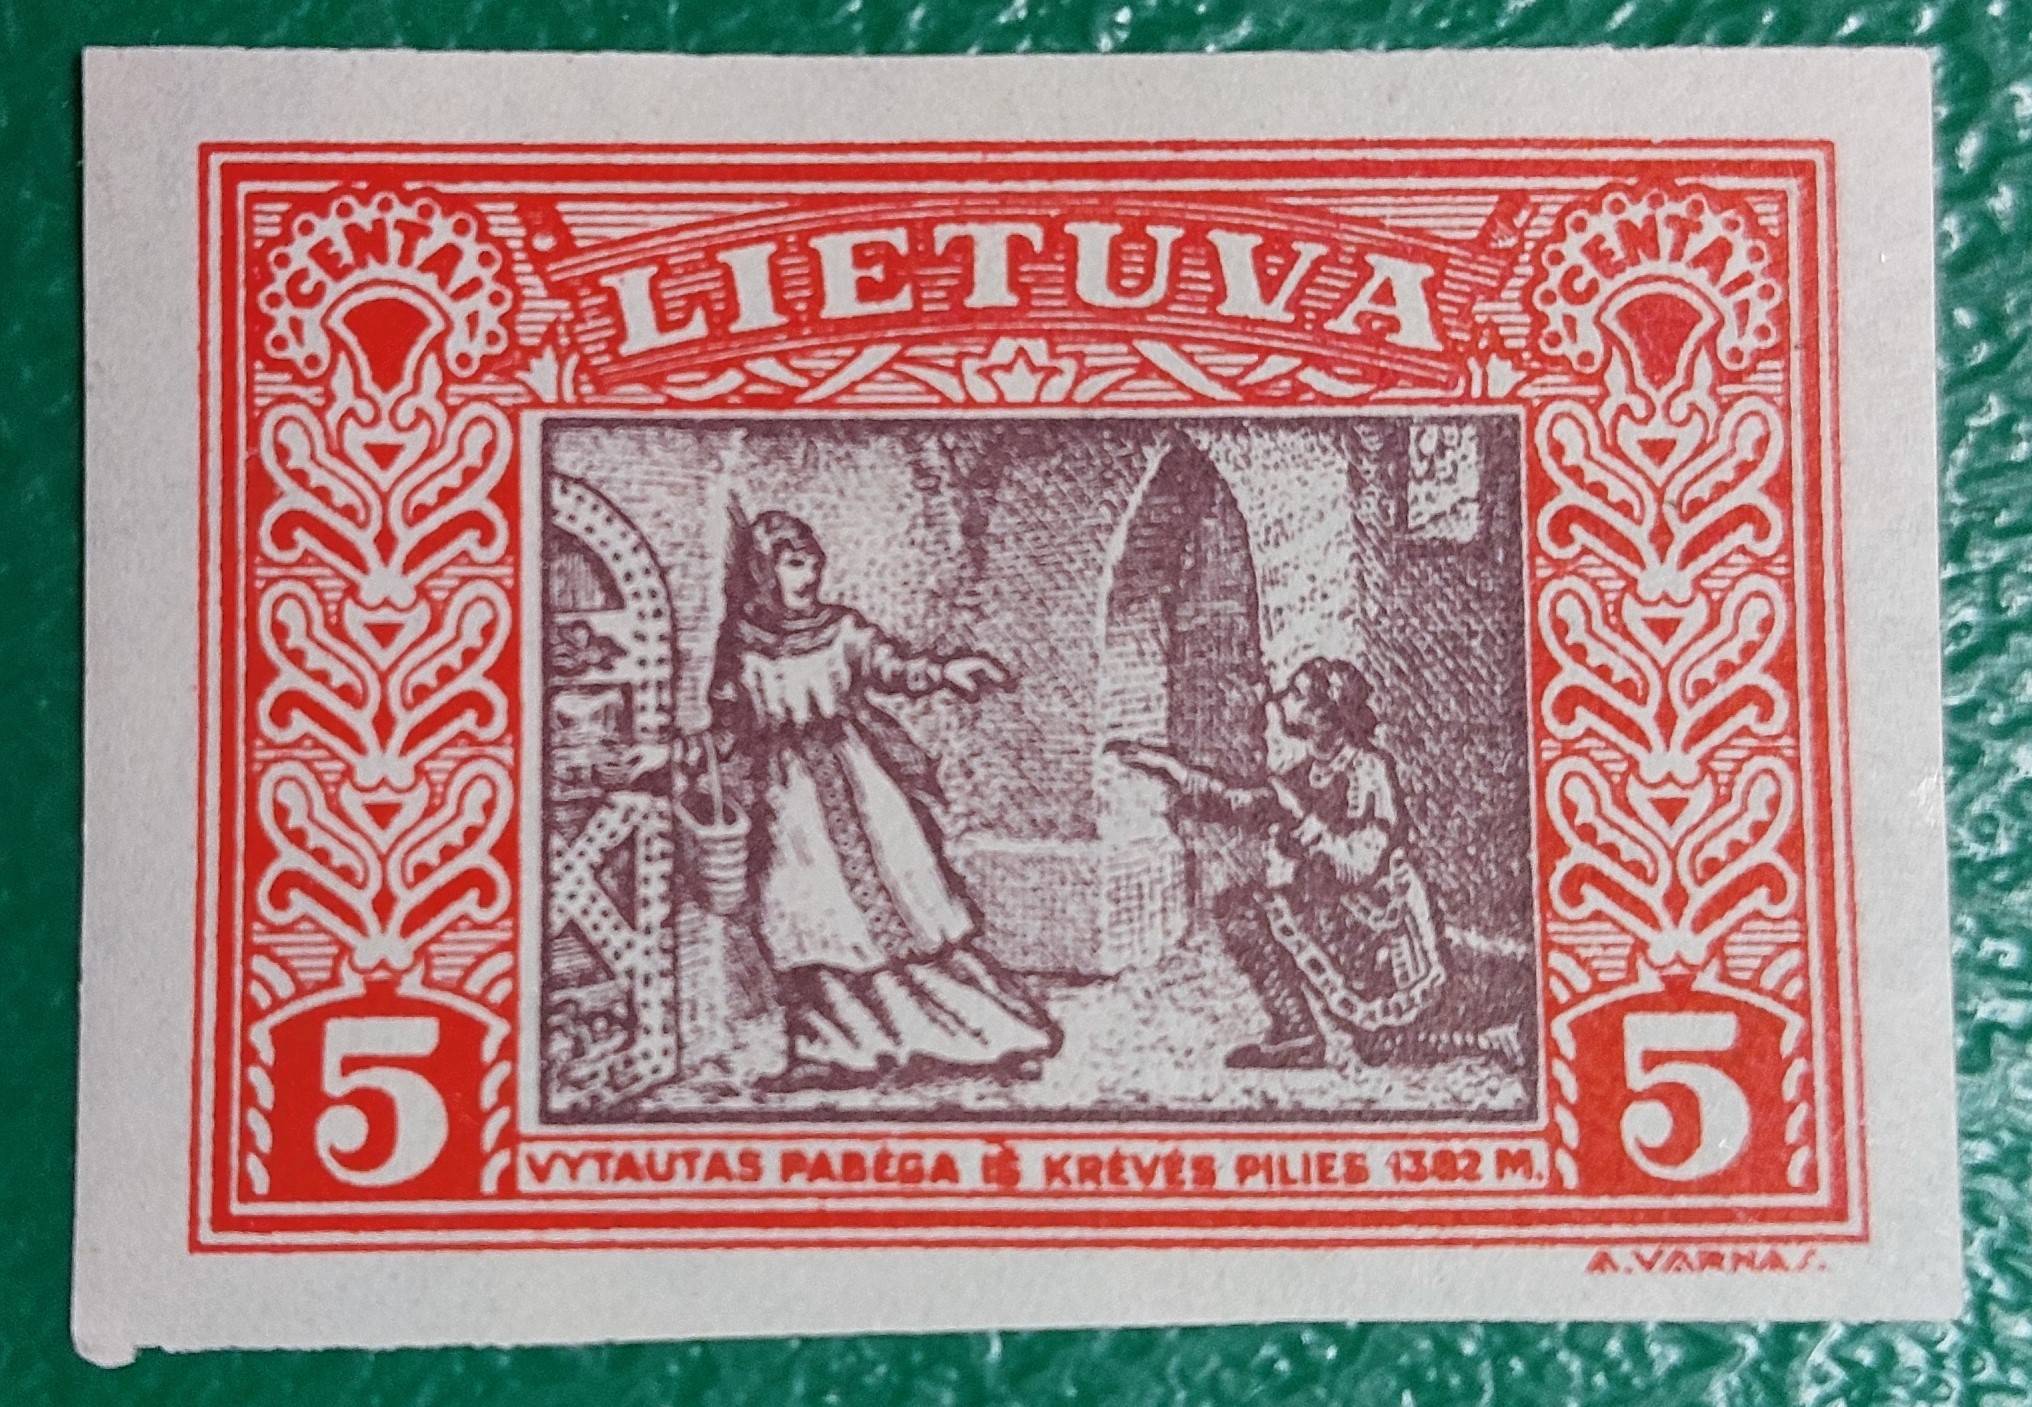 CENTAI
LIETUVA
CENTAI
5
VYTAUTAS PABĖGA IŠ KRĖVĖS PILIES 1382 M.
5
A. VARNAS.